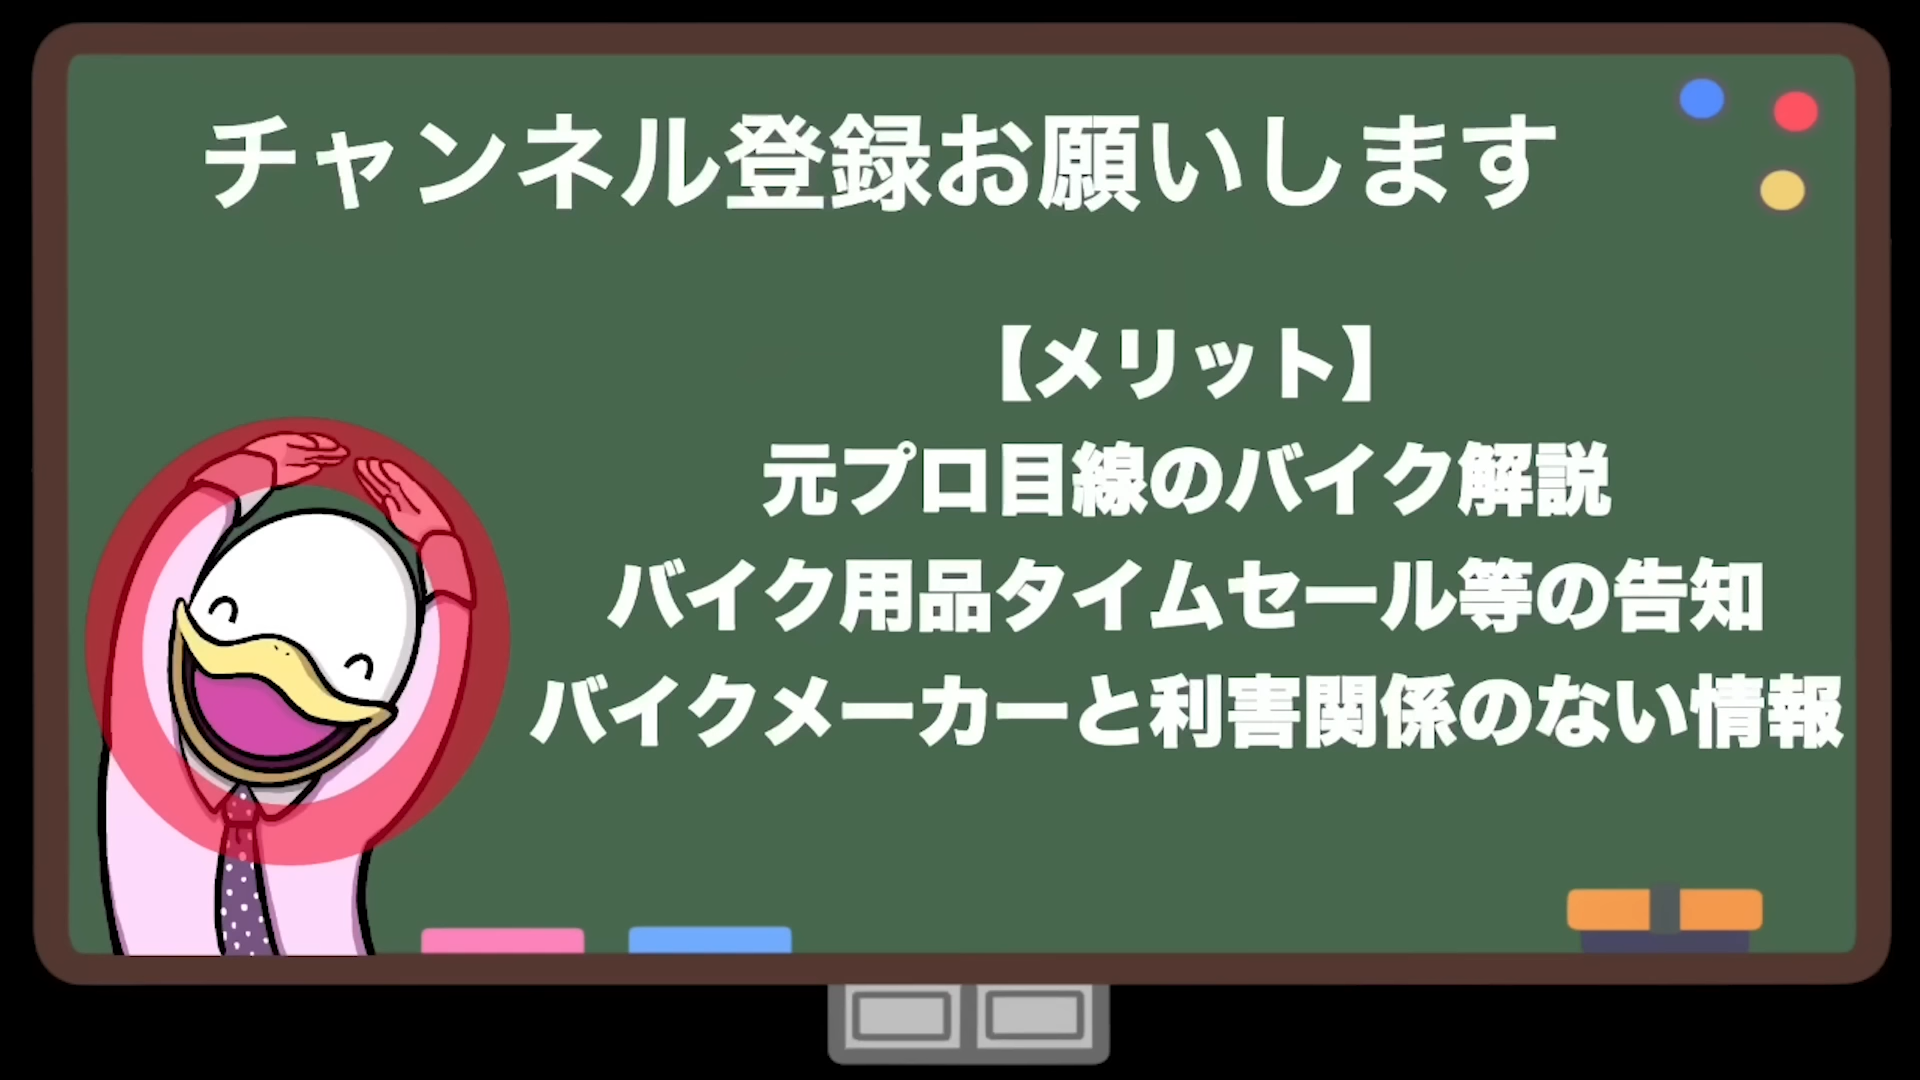 チャンネル登録お願いします
【メリット】
元プロ目線のバイク解説
バイク用品タイムセール等の告知
バイクメーカーと利害関係のない情報